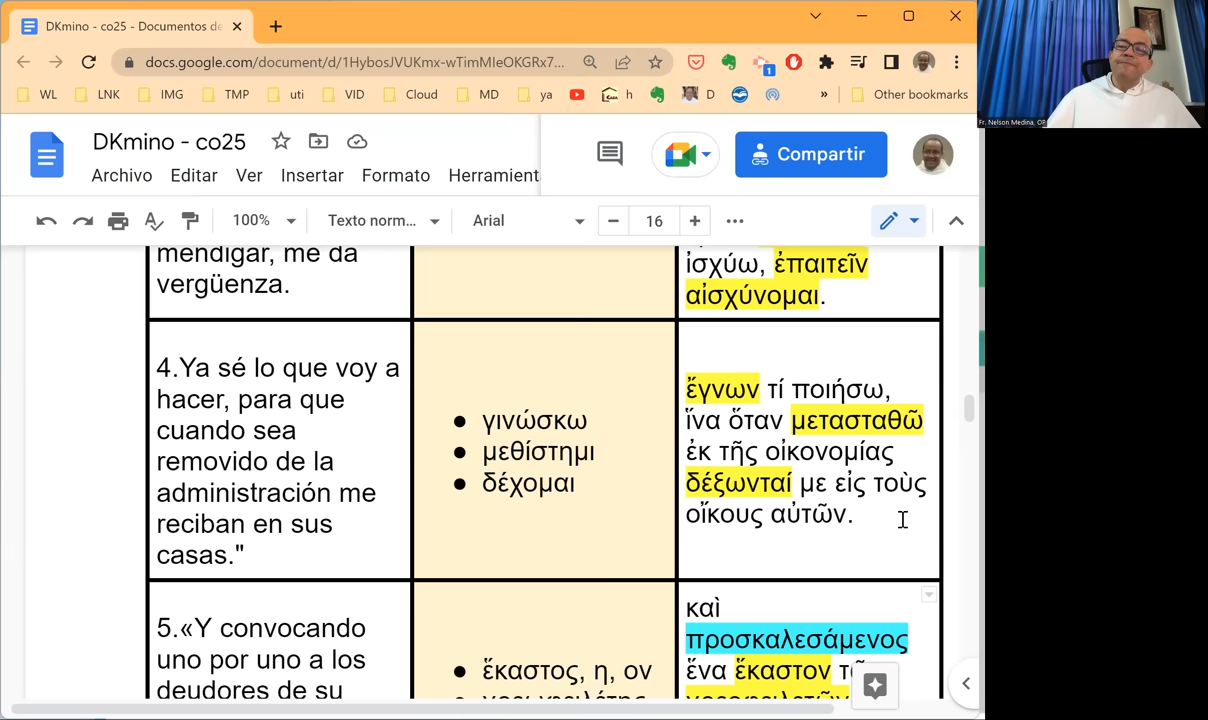 DKmino - co25 - Documentos de
docs.google.com/document/d/1HybosJVUKmx-wTimMIeOKGRx7...
1
WL LNK IMG TMP uti VID Cloud MD ya h D » Other bookmarks
DKmino - co25
Archivo Editar Ver Insertar Formato Herramient
Compartir
100% Texto norm... Arial 16
Fr. Nelson Medina, OP
mendigar, me da
vergüenza.
ἰσχύω, ἐπαιτεῖν
αἰσχύνομαι.
4.Ya sé lo que voy a
hacer, para que
cuando sea
removido de la
administración me
reciban en sus
casas."
● γινώσκω
● μεθίστημι
● δέχομαι
ἔγνων τί ποιήσω,
ἵνα ὅταν μετασταθῶ
ἐκ τῆς οἰκονομίας
δέξωνταί με εἰς τοὺς
οἴκους αὐτῶν.
5.«Y convocando
uno por uno a los
deudores de su
● ἕκαστος, η, ον
καὶ
προσκαλεσάμενος
ἕνα ἕκαστον